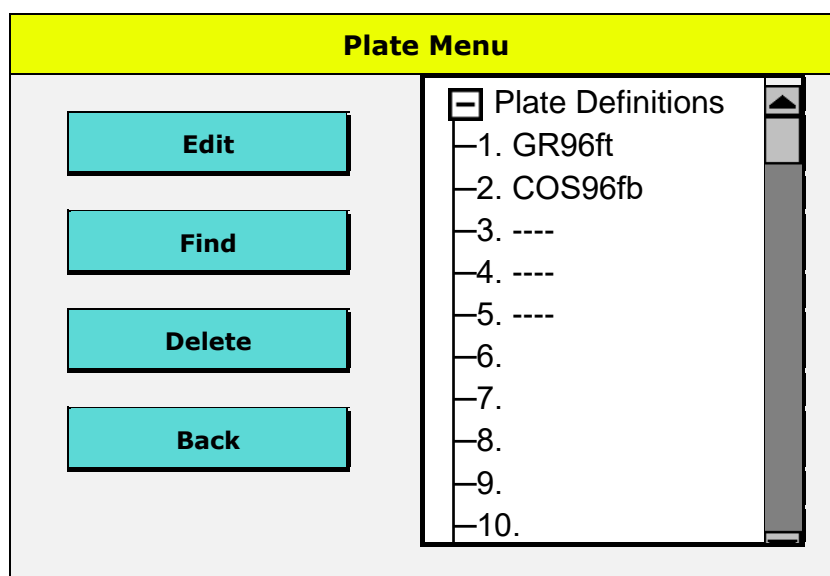 Plate Menu
Edit
Find
Delete
Back
Plate Definitions
1. GR96ft
2. COS96fb
3. ----
4. ----
5. ----
6.
7.
8.
9.
10.